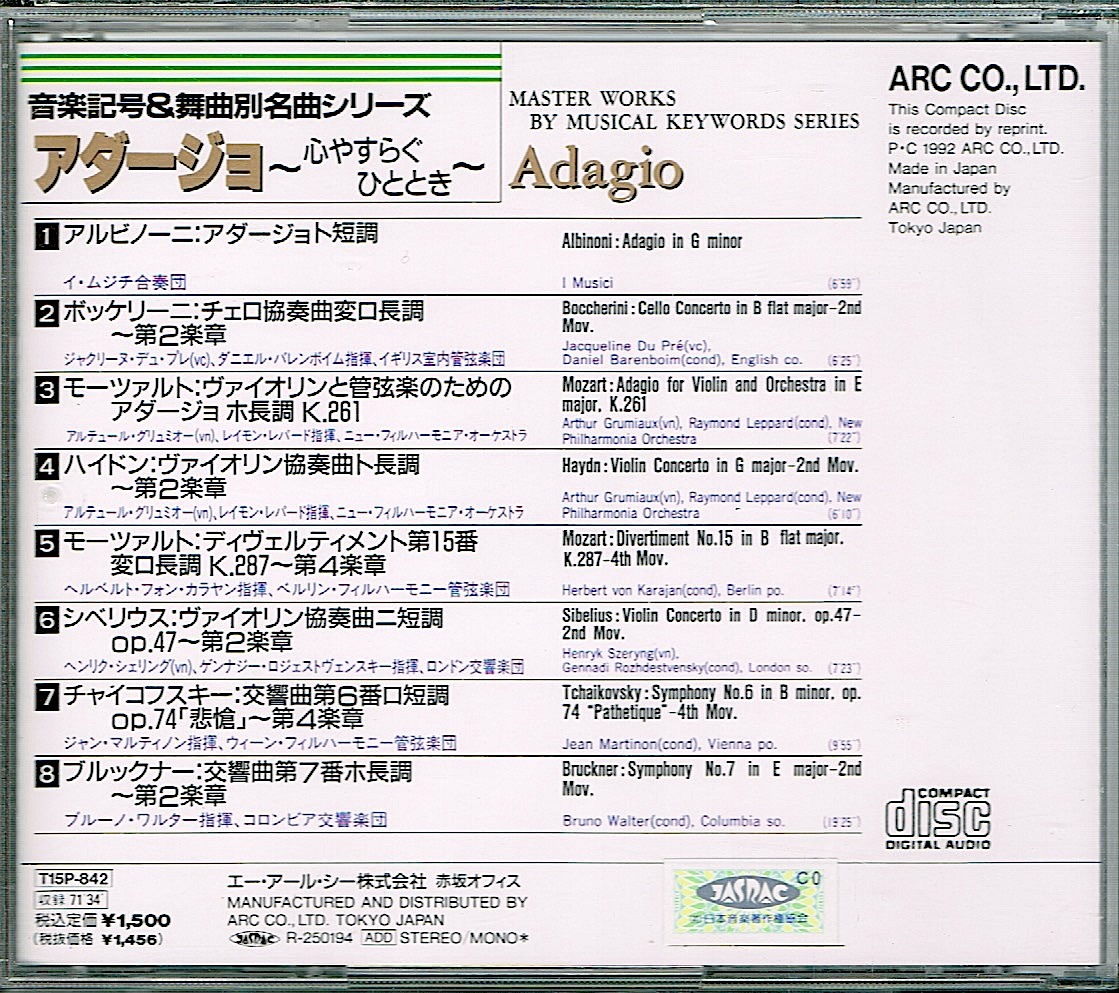 音楽記号&舞曲別名曲シリーズ
アダージョ~心やすらぐ
ひととき~
MASTER WORKS
BY MUSICAL KEYWORDS SERIES
Adagio
ARC CO., LTD.
This Compact Disc
is recorded by reprint.
P·C 1992 ARC CO., LTD.
Made in Japan
Manufactured by
ARC CO., LTD.
Tokyo Japan
1 アルビノーニ:アダージョト短調
イ・ムジチ合奏団
Albinoni: Adagio in G minor
I Musici (6'59")
2 ボッケリーニ:チェロ協奏曲変ロ長調
~第2楽章
ジャクリーヌ・デュ・プレ(vc)、ダニエル・バレンボイム指揮、イギリス室内管弦楽団
Boccherini: Cello Concerto in B flat major-2nd
Mov.
Jacqueline Du Pré(vc),
Daniel Barenboim(cond), English co. (6'25")
3 モーツァルト:ヴァイオリンと管弦楽のための
アダージョ ホ長調 K.261
アルテュール・グリュミオー(vn)、レイモン・レパード指揮、ニュー・フィルハーモニア・オーケストラ
Mozart: Adagio for Violin and Orchestra in E
major. K.261
Arthur Grumiaux(vn), Raymond Leppard(cond), New
Philharmonia Orchestra (7'22")
4 ハイドン:ヴァイオリン協奏曲ト長調
~第2楽章
アルテュール・グリュミオー(vn)、レイモン・レパード指揮、ニュー・フィルハーモニア・オーケストラ
Haydn: Violin Concerto in G major-2nd Mov.
Arthur Grumiaux(vn), Raymond Leppard(cond), New
Philharmonia Orchestra (6'10")
5 モーツァルト:ディヴェルティメント第15番
変ロ長調 K.287~第4楽章
ヘルベルト・フォン・カラヤン指揮、ベルリン・フィルハーモニー管弦楽団
Mozart: Divertiment No.15 in B flat major.
K.287-4th Mov.
Herbert von Karajan(cond), Berlin po. (7'14")
6 シベリウス:ヴァイオリン協奏曲ニ短調
op.47~第2楽章
ヘンリク・シェリング(vn)、ゲンナジー・ロジェストヴェンスキー指揮、ロンドン交響楽団
Sibelius: Violin Concerto in D minor. op.47-
2nd Mov.
Henryk Szeryng(vn),
Gennadi Rozhdestvensky(cond), London so. (7'23")
7 チャイコフスキー:交響曲第6番ロ短調
op.74「悲愴」~第4楽章
ジャン・マルティノン指揮、ウィーン・フィルハーモニー管弦楽団
Tchaikovsky: Symphony No.6 in B minor. op.
74 "Pathetique"-4th Mov.
Jean Martinon(cond), Vienna po. (9'55")
8 ブルックナー:交響曲第7番ホ長調
~第2楽章
ブルーノ・ワルター指揮、コロンビア交響楽団
Bruckner: Symphony No.7 in E major-2nd
Mov.
Bruno Walter(cond), Columbia so. (19'25")
COMPACT
disc
DIGITAL AUDIO
T15P-842
収録 71'34"
税込定価 ¥1,500
(税抜価格 ¥1,456)
エー・アール・シー株式会社 赤坂オフィス
MANUFACTURED AND DISTRIBUTED BY
ARC CO., LTD. TOKYO JAPAN
JASRAC R-250194 ADD STEREO/MONO*
JASRAC C0
日本音楽著作権協会